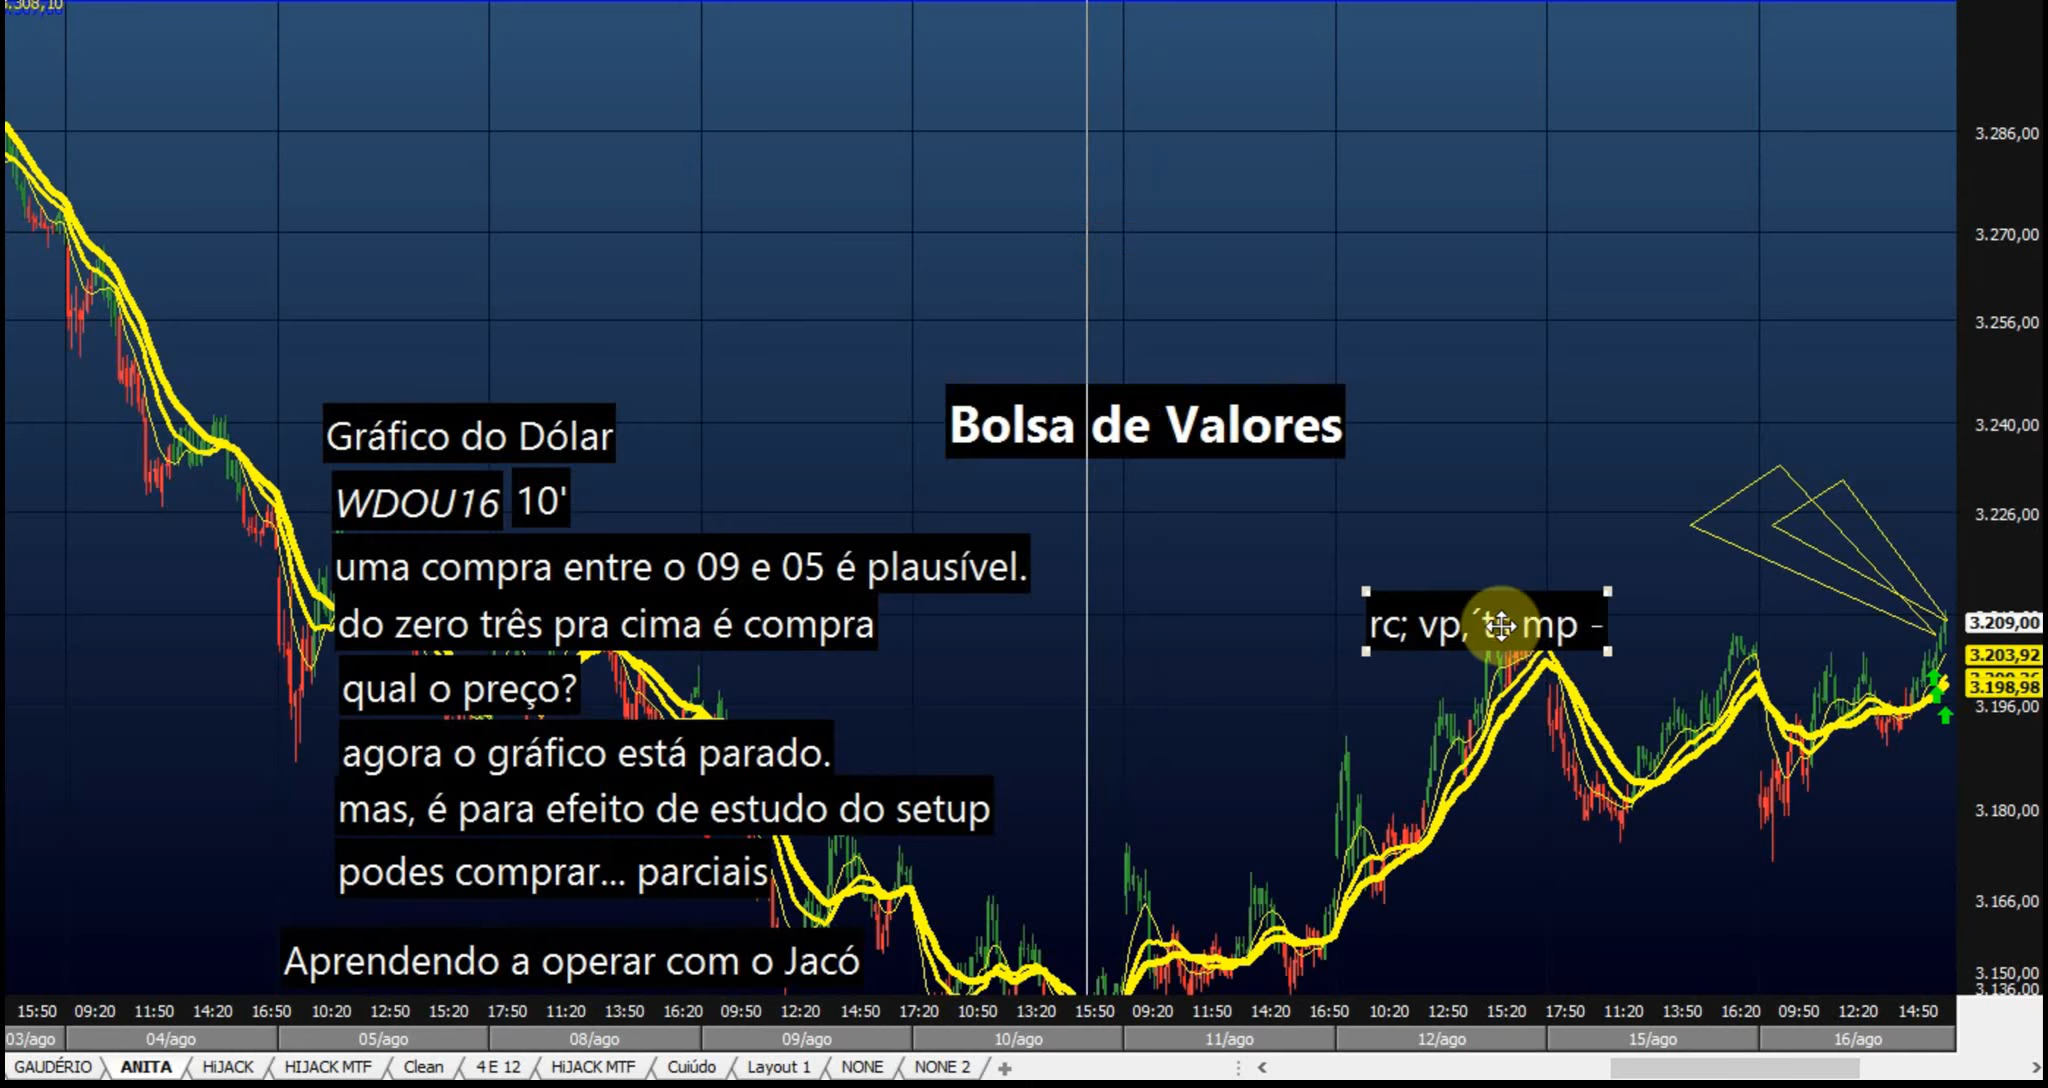 3.308,10
3.286,00
3.270,00
3.256,00
Bolsa de Valores
3.240,00
Gráfico do Dólar
WDOU16 10'
3.226,00
uma compra entre o 09 e 05 é plausível.
do zero três pra cima é compra
rc; vp, mp -
3.209,00
3.203,92
qual o preço?
3.198,98
3.196,00
agora o gráfico está parado.
mas, é para efeito de estudo do setup
3.180,00
podes comprar... parciais
3.166,00
Aprendendo a operar com o Jacó
3.150,00
3.136,00
15:50 09:20 11:50 14:20 16:50 10:20 12:50 15:20 17:50 11:20 13:50 16:20 09:50 12:20 14:50 17:20 10:50 13:20 15:50 09:20 11:50 14:20 16:50 10:20 12:50 15:20 17:50 11:20 13:50 16:20 09:50 12:20 14:50
03/ago 04/ago 05/ago 08/ago 09/ago 10/ago 11/ago 12/ago 15/ago 16/ago
GAUDÉRIO ANITA HiJACK HIJACK MTF Clean 4 E 12 HiJACK MTF Cuiúdo Layout 1 NONE NONE 2